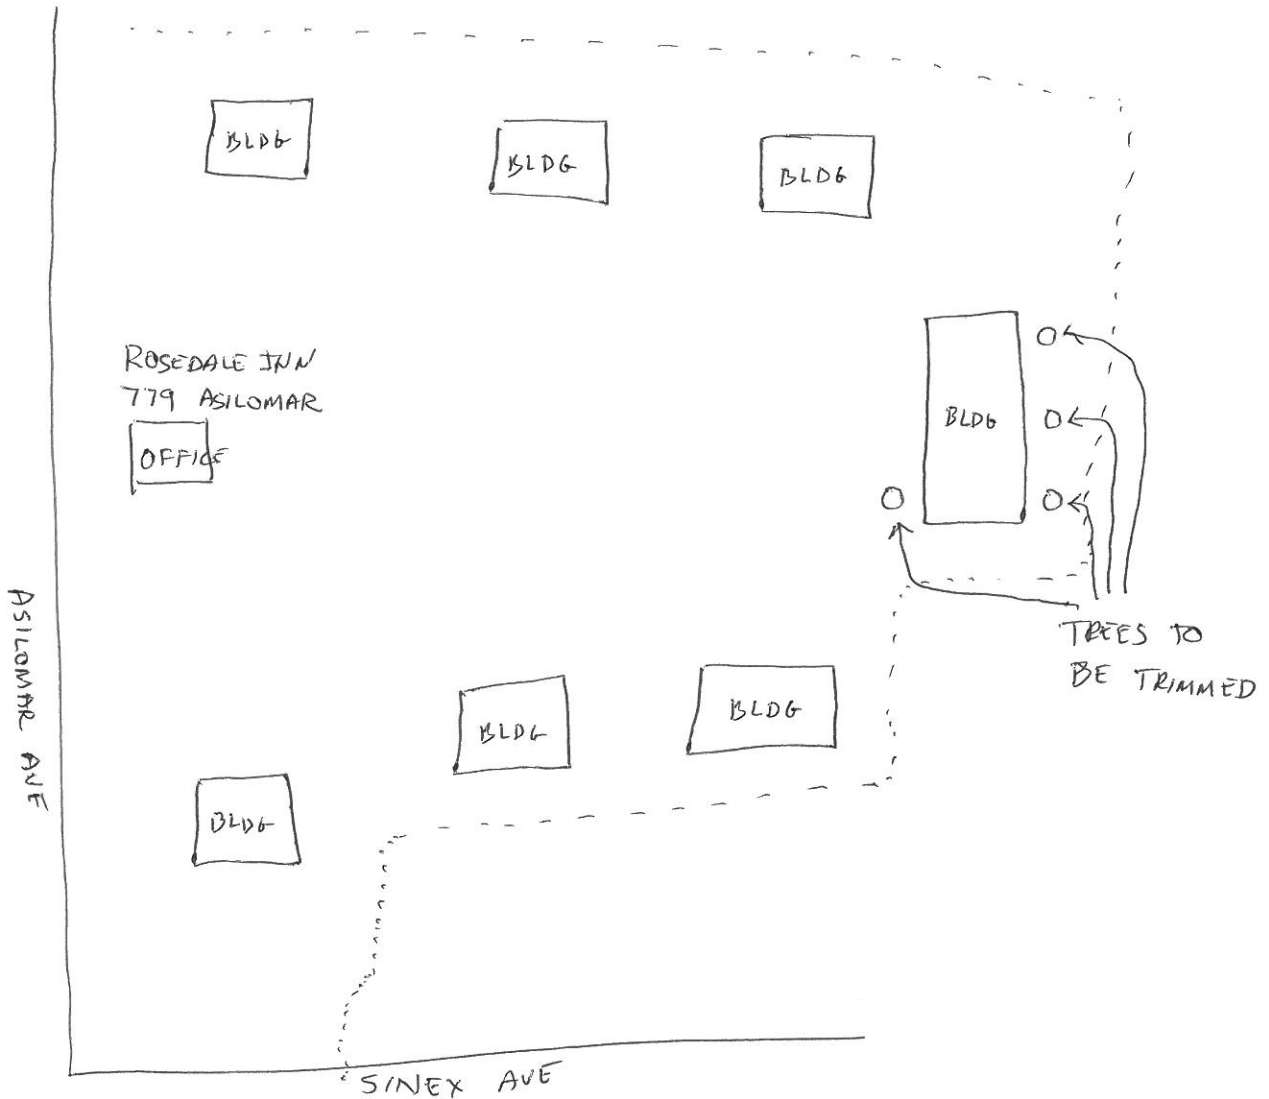 BLDG
BLDG
BLDG
ROSEDALE INN
779 ASILOMAR
OFFICE
BLDG
TREES TO
BE TRIMMED
ASILOMAR AVE
BLDG
BLDG
BLDG
SINEX AVE